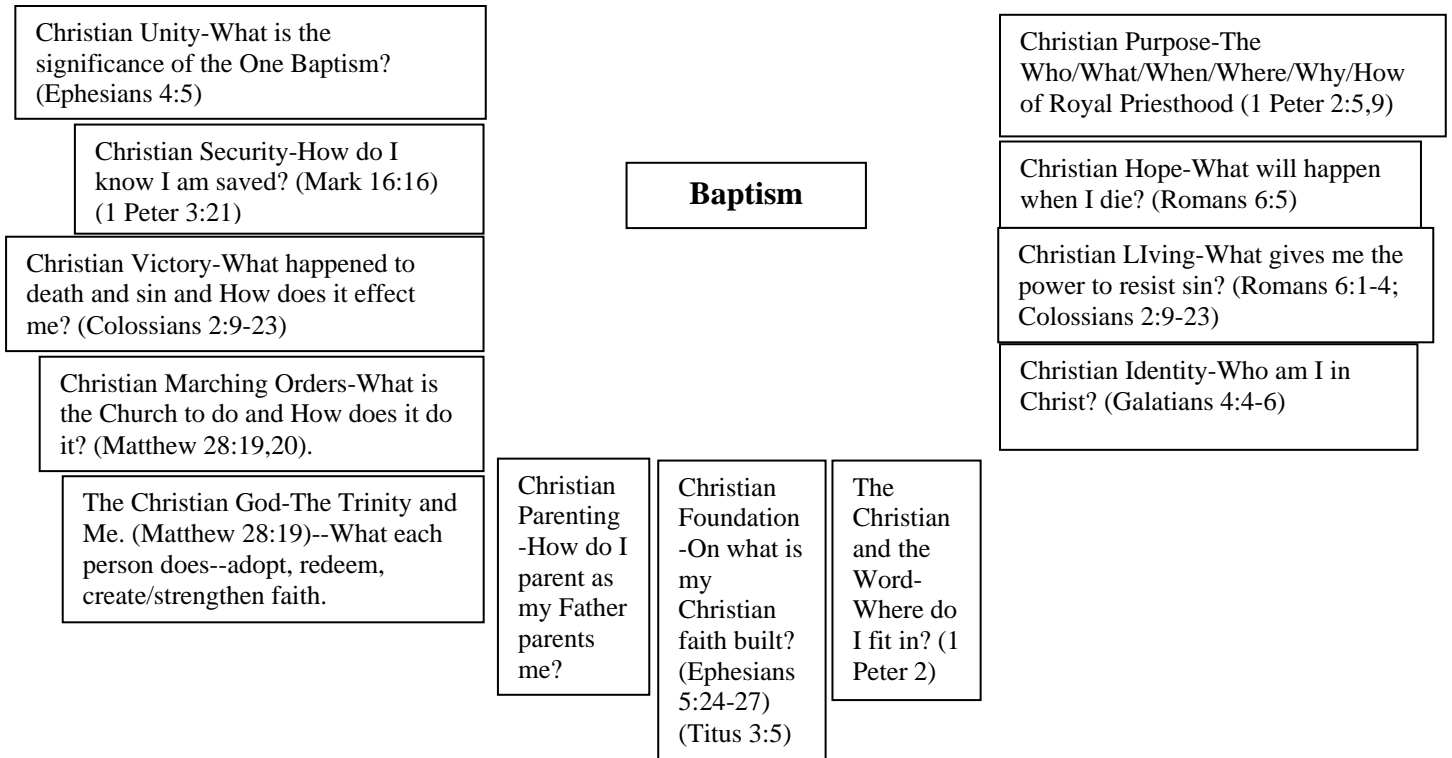 Christian Unity-What is the
significance of the One Baptism?
(Ephesians 4:5)
Christian Security-How do I
know I am saved? (Mark 16:16)
(1 Peter 3:21)
Christian Victory-What happened to
death and sin and How does it effect
me? (Colossians 2:9-23)
Christian Marching Orders-What is
the Church to do and How does it do
it? (Matthew 28:19,20).
The Christian God-The Trinity and
Me. (Matthew 28:19)--What each
person does--adopt, redeem,
create/strengthen faith.
Baptism
Christian
Parenting
-How do I
parent as
my Father
parents
me?
Christian
Foundation
-On what is
my
Christian
faith built?
(Ephesians
5:24-27)
(Titus 3:5)
The
Christian
and the
Word-
Where do
I fit in? (1
Peter 2)
Christian Purpose-The
Who/What/When/Where/Why/How
of Royal Priesthood (1 Peter 2:5,9)
Christian Hope-What will happen
when I die? (Romans 6:5)
Christian LIving-What gives me the
power to resist sin? (Romans 6:1-4;
Colossians 2:9-23)
Christian Identity-Who am I in
Christ? (Galatians 4:4-6)